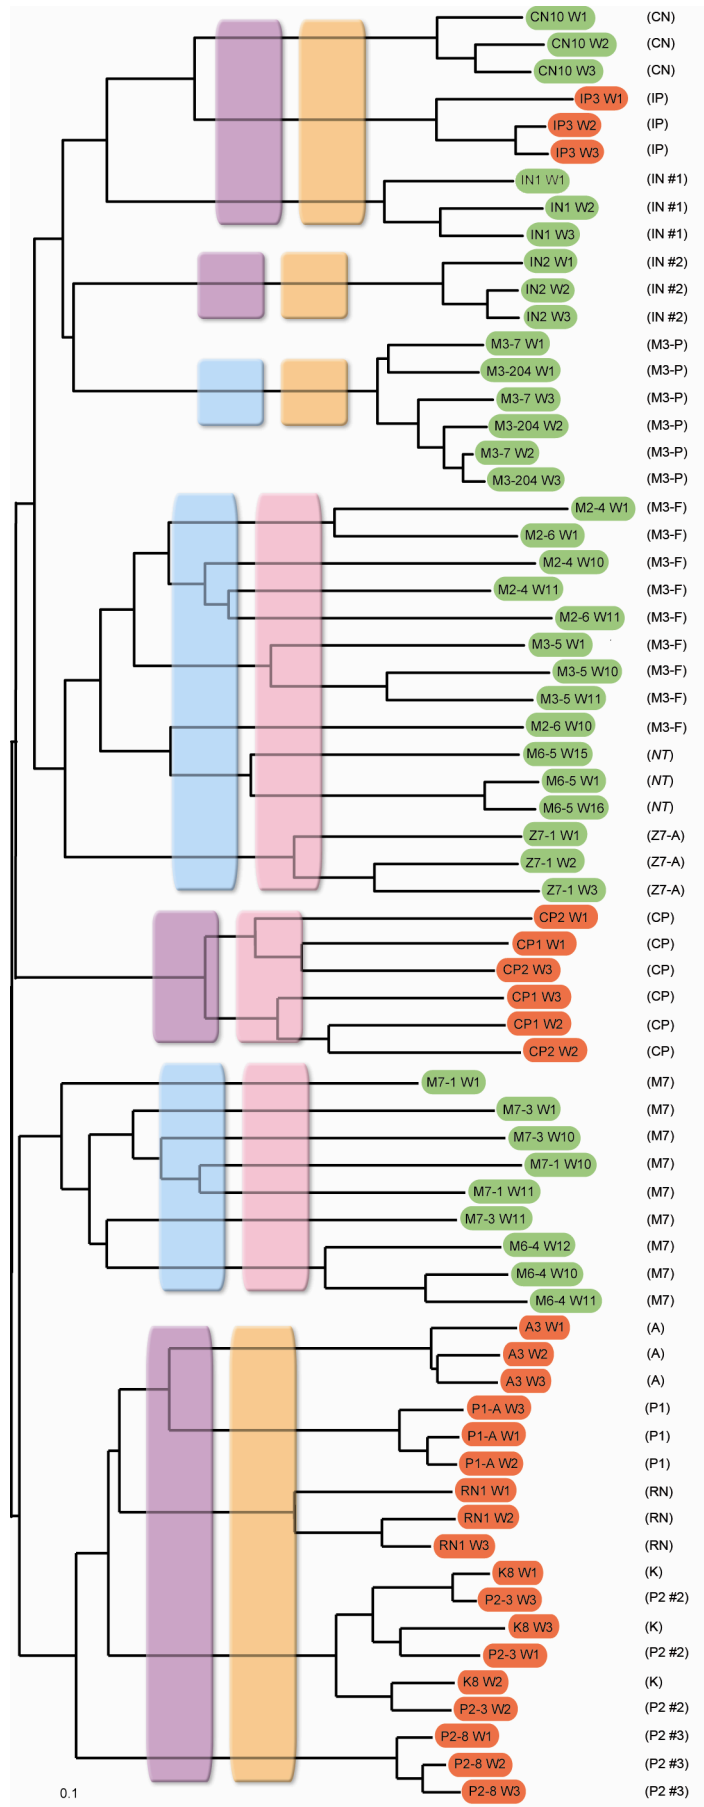 CN10 W1 (CN)
CN10 W2 (CN)
CN10 W3 (CN)
IP3 W1 (IP)
IP3 W2 (IP)
IP3 W3 (IP)
IN1 W1 (IN #1)
IN1 W2 (IN #1)
IN1 W3 (IN #1)
IN2 W1 (IN #2)
IN2 W2 (IN #2)
IN2 W3 (IN #2)
M3-7 W1 (M3-P)
M3-204 W1 (M3-P)
M3-7 W3 (M3-P)
M3-204 W2 (M3-P)
M3-7 W2 (M3-P)
M3-204 W3 (M3-P)
M2-4 W1 (M3-F)
M2-6 W1 (M3-F)
M2-4 W10 (M3-F)
M2-4 W11 (M3-F)
M2-6 W11 (M3-F)
M3-5 W1 (M3-F)
M3-5 W10 (M3-F)
M3-5 W11 (M3-F)
M2-6 W10 (M3-F)
M6-5 W15 (NT)
M6-5 W1 (NT)
M6-5 W16 (NT)
Z7-1 W1 (Z7-A)
Z7-1 W2 (Z7-A)
Z7-1 W3 (Z7-A)
CP2 W1 (CP)
CP1 W1 (CP)
CP2 W3 (CP)
CP1 W3 (CP)
CP1 W2 (CP)
CP2 W2 (CP)
M7-1 W1 (M7)
M7-3 W1 (M7)
M7-3 W10 (M7)
M7-1 W10 (M7)
M7-1 W11 (M7)
M7-3 W11 (M7)
M6-4 W12 (M7)
M6-4 W10 (M7)
M6-4 W11 (M7)
A3 W1 (A)
A3 W2 (A)
A3 W3 (A)
P1-A W3 (P1)
P1-A W1 (P1)
P1-A W2 (P1)
RN1 W1 (RN)
RN1 W2 (RN)
RN1 W3 (RN)
K8 W1 (K)
P2-3 W3 (P2 #2)
K8 W3 (K)
P2-3 W1 (P2 #2)
K8 W2 (K)
P2-3 W2 (P2 #2)
P2-8 W1 (P2 #3)
P2-8 W2 (P2 #3)
P2-8 W3 (P2 #3)
0.1